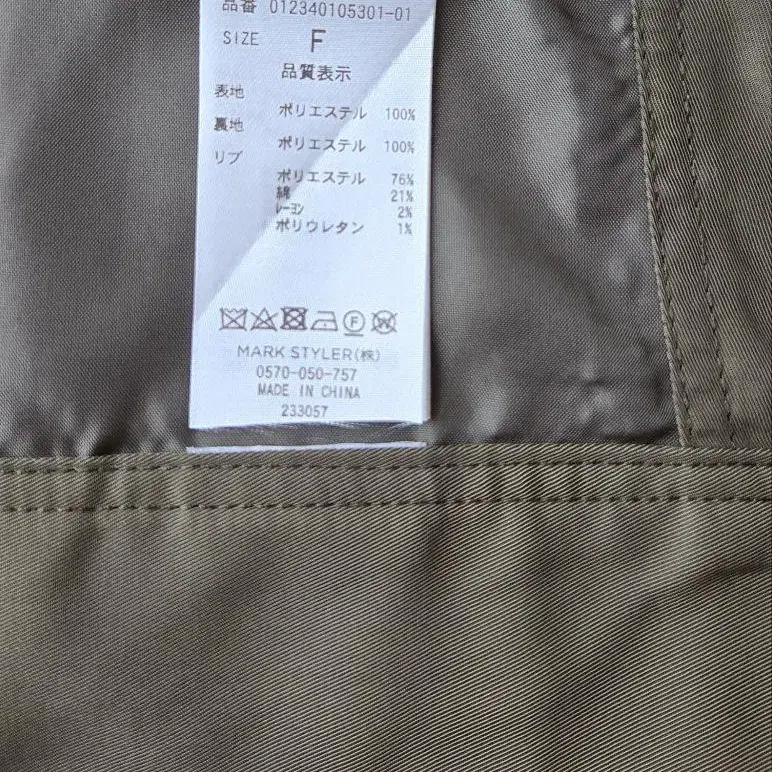 品番 012340105301-01
SIZE F
品質表示
表地 ポリエステル 100%
裏地 ポリエステル 100%
リブ ポリエステル 76%
綿 21%
レーヨン 2%
ポリウレタン 1%
F W
MARK STYLER(株)
0570-050-757
MADE IN CHINA
233057